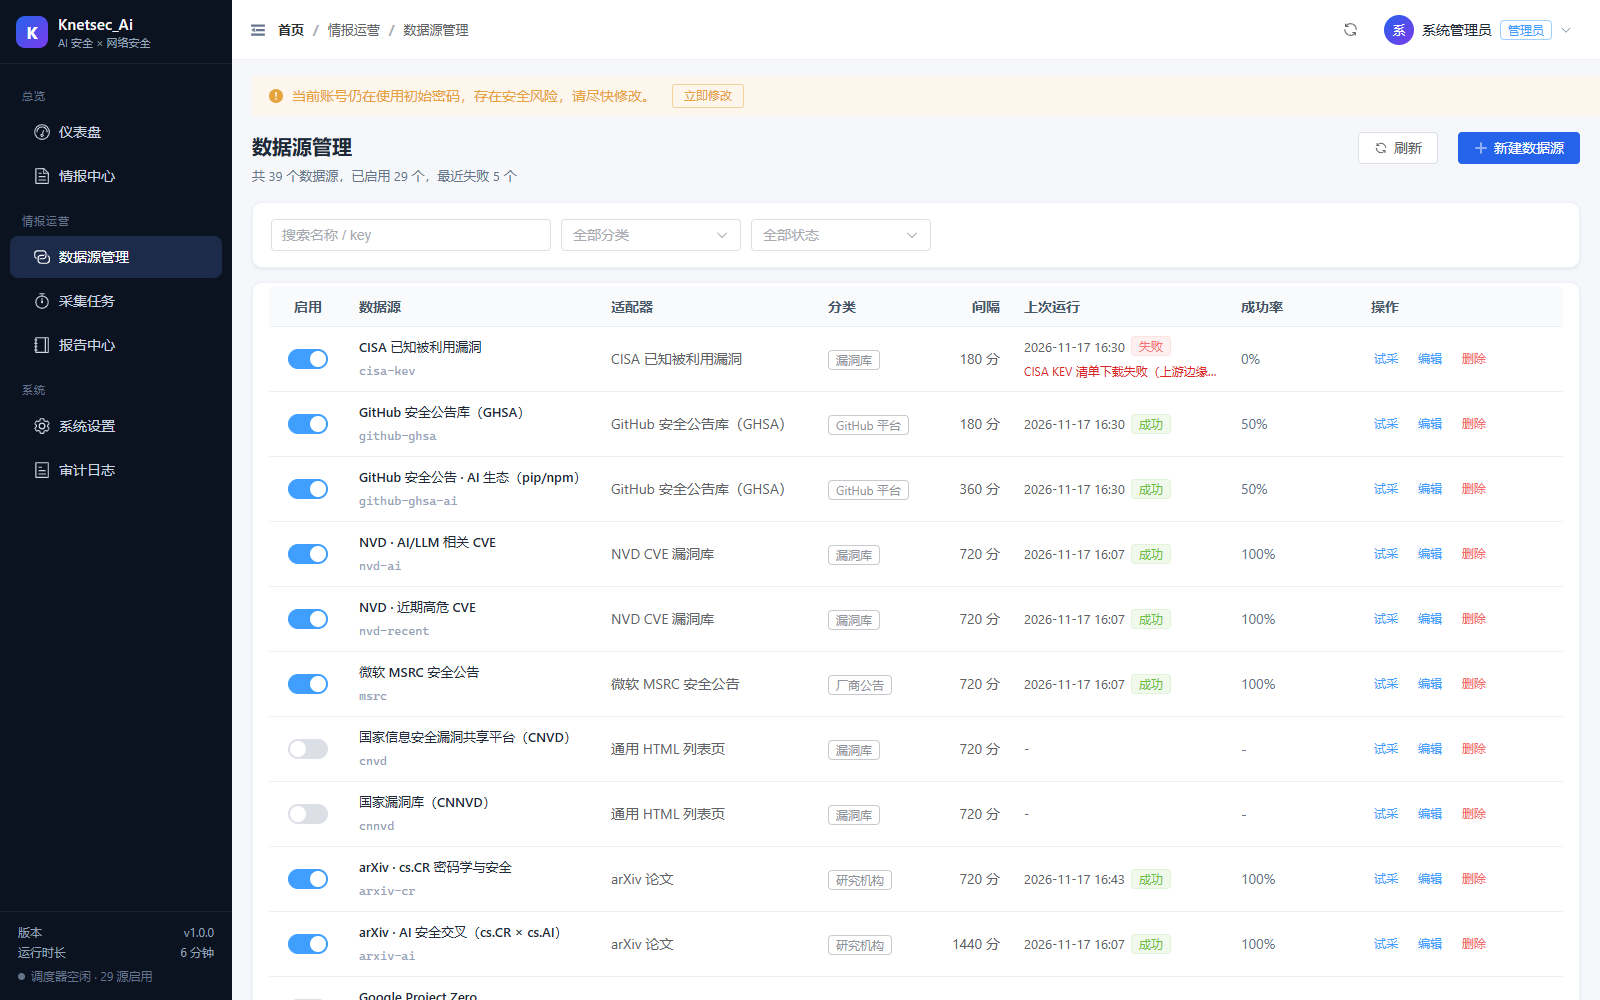 K
Knetsec_Ai
AI 安全 × 网络安全
总览
仪表盘
情报中心
情报运营
数据源管理
采集任务
报告中心
系统
系统设置
审计日志
版本 v1.0.0
运行时长 6 分钟
调度器空闲 · 29 源启用
首页 / 情报运营 / 数据源管理
系 系统管理员 管理员
当前账号仍在使用初始密码，存在安全风险，请尽快修改。 立即修改
数据源管理
共 39 个数据源，已启用 29 个，最近失败 5 个
刷新 新建数据源
搜索名称 / key 全部分类 全部状态
启用 数据源 适配器 分类 间隔 上次运行 成功率 操作
CISA 已知被利用漏洞
cisa-kev
CISA 已知被利用漏洞 漏洞库 180 分 2026-11-17 16:30 失败
CISA KEV 清单下载失败（上游边缘...
0% 试采 编辑 删除
GitHub 安全公告库（GHSA）
github-ghsa
GitHub 安全公告库（GHSA） GitHub 平台 180 分 2026-11-17 16:30 成功 50% 试采 编辑 删除
GitHub 安全公告 · AI 生态（pip/npm）
github-ghsa-ai
GitHub 安全公告库（GHSA） GitHub 平台 360 分 2026-11-17 16:30 成功 50% 试采 编辑 删除
NVD · AI/LLM 相关 CVE
nvd-ai
NVD CVE 漏洞库 漏洞库 720 分 2026-11-17 16:07 成功 100% 试采 编辑 删除
NVD · 近期高危 CVE
nvd-recent
NVD CVE 漏洞库 漏洞库 720 分 2026-11-17 16:07 成功 100% 试采 编辑 删除
微软 MSRC 安全公告
msrc
微软 MSRC 安全公告 厂商公告 720 分 2026-11-17 16:07 成功 100% 试采 编辑 删除
国家信息安全漏洞共享平台（CNVD）
cnvd
通用 HTML 列表页 漏洞库 720 分 - - 试采 编辑 删除
国家漏洞库（CNNVD）
cnnvd
通用 HTML 列表页 漏洞库 720 分 - - 试采 编辑 删除
arXiv · cs.CR 密码学与安全
arxiv-cr
arXiv 论文 研究机构 720 分 2026-11-17 16:43 成功 100% 试采 编辑 删除
arXiv · AI 安全交叉（cs.CR × cs.AI）
arxiv-ai
arXiv 论文 研究机构 1440 分 2026-11-17 16:07 成功 100% 试采 编辑 删除
Google Project Zero